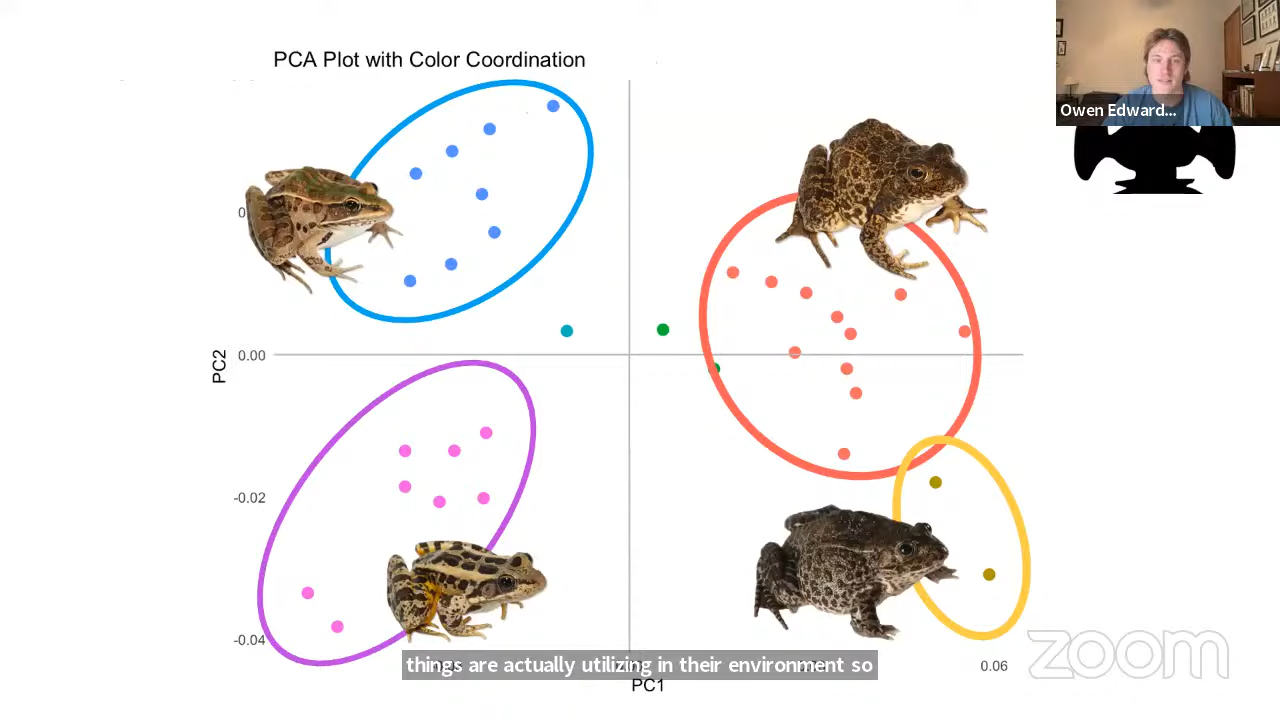 PCA Plot with Color Coordination
Owen Edward...
PC2
0.00
-0.02
-0.04
things are actually utilizing in their environment so
0.06
PC1
zoom